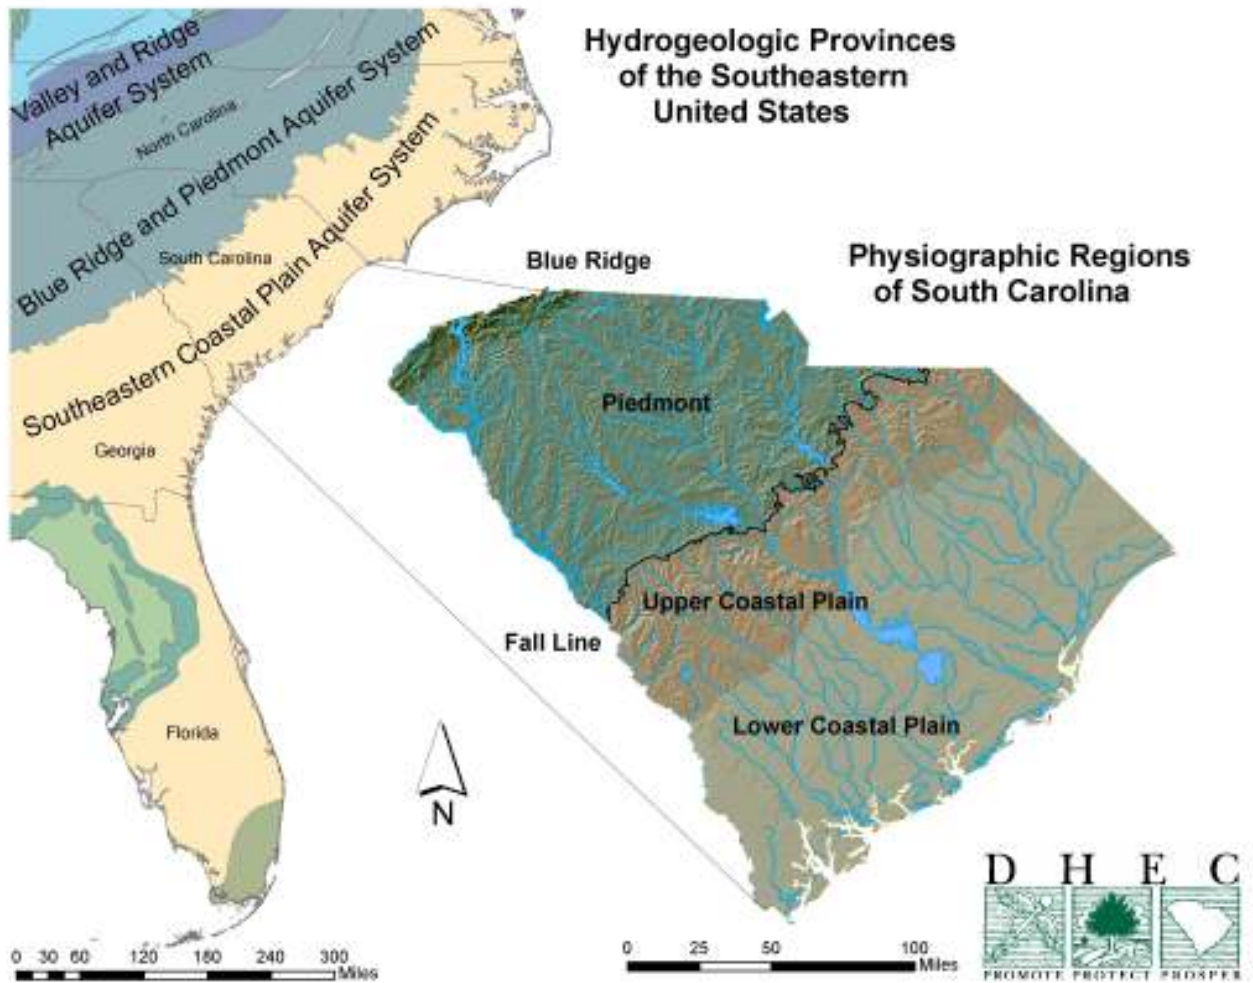 Hydrogeologic Provinces
of the Southeastern
United States
Valley and Ridge
Aquifer System
North Carolina
Blue Ridge and Piedmont Aquifer System
South Carolina
Southeastern Coastal Plain Aquifer System
Georgia
Florida
Physiographic Regions
of South Carolina
Blue Ridge
Piedmont
Upper Coastal Plain
Fall Line
Lower Coastal Plain
N
0 30 60 120 180 240 300
Miles
0 25 50 100
Miles
D H E C
PROMOTE PROTECT PROSPER